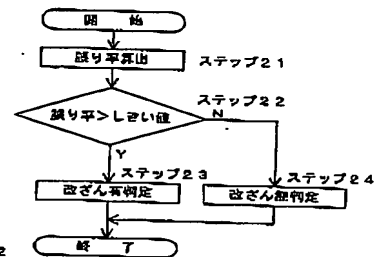 開 始
誤り率算出 ステップ21
ステップ22
誤り率>しきい値 N
Y
ステップ23
ステップ24
改ざん有判定 改ざん無判定
終 了